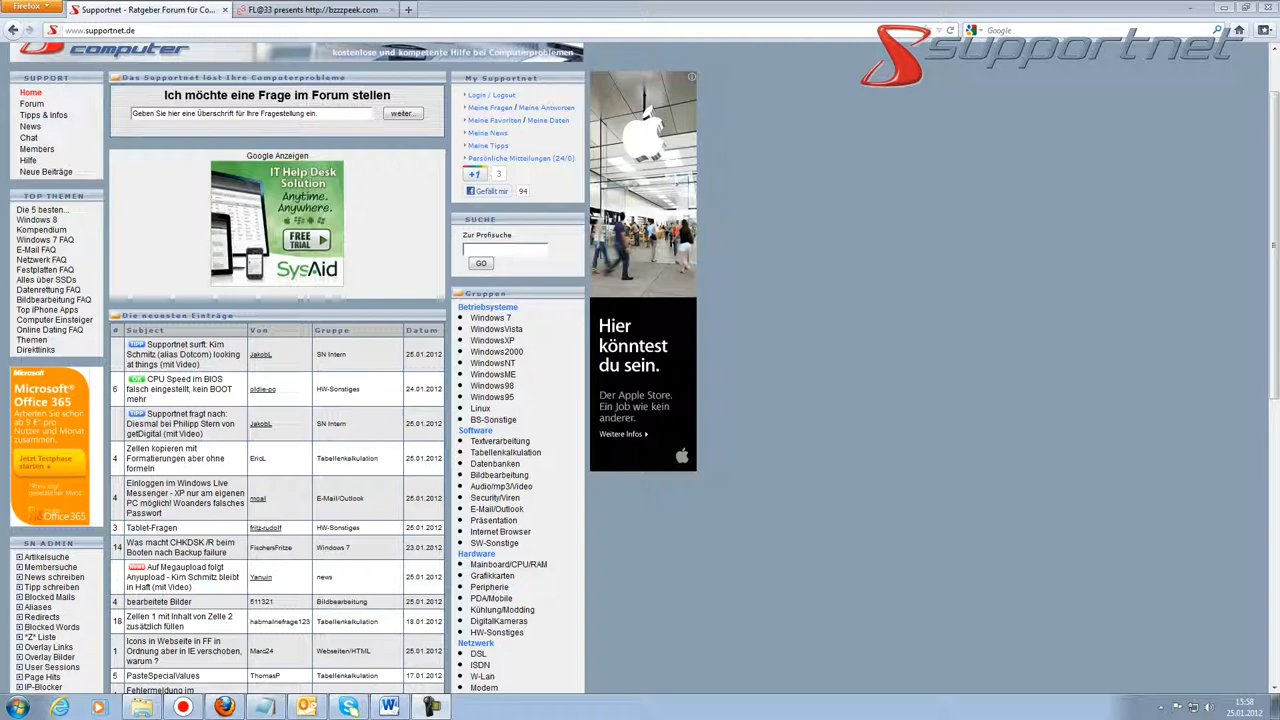 Firefox
Supportnet - Ratgeber Forum für Co...
FL@33 presents http://bzzzpeek.com
www.supportnet.de
Google
supportnet
computer
kostenlose und kompetente Hilfe bei Computerproblemen
SUPPORT
Home
Forum
Tipps & Infos
News
Chat
Members
Hilfe
Neue Beiträge
TOP THEMEN
Die 5 besten...
Windows 8
Kompendium
Windows 7 FAQ
E-Mail FAQ
Netzwerk FAQ
Festplatten FAQ
Alles über SSDs
Datenrettung FAQ
Bildbearbeitung FAQ
Top iPhone Apps
Computer Einsteiger
Online Dating FAQ
Themen
Direktlinks
Microsoft
Microsoft®
Office 365
Arbeiten Sie schon
ab 9 €* pro
Nutzer und Monat
zusammen.
Jetzt Testphase
starten »
Office 365
SN ADMIN
Artikelsuche
Membersuche
News schreiben
Tipp schreiben
Blocked Mails
Aliases
Redirects
Blocked Words
"Z" Liste
Overlay Links
Overlay Bilder
User Sessions
Page Hits
IP-Blocker
Das Supportnet löst Ihre Computerprobleme
Ich möchte eine Frage im Forum stellen
Geben Sie hier eine Überschrift für Ihre Fragestellung ein.
weiter...
Google Anzeigen
IT Help Desk
Solution
Anytime.
Anywhere.
FREE
TRIAL
SysAid
Die neuesten Einträge
# Subject Von Gruppe Datum
TIPP Supportnet surft: Kim
Schmitz (alias Dotcom) looking
at things (mit Video) JakobL SN Intern 25.01.2012
6 OK CPU Speed im BIOS
falsch eingestellt, kein BOOT
mehr oldie-pc HW-Sonstiges 24.01.2012
TIPP Supportnet fragt nach:
Diesmal bei Philipp Stern von
getDigital (mit Video) JakobL SN Intern 25.01.2012
4 Zellen kopieren mit
Formatierungen aber ohne
formeln EricL Tabellenkalkulation 25.01.2012
4 Einloggen im Windows Live
Messenger - XP nur am eigenen
PC möglich! Woanders falsches
Passwort moal E-Mail/Outlook 25.01.2012
3 Tablet-Fragen fritz-rudolf HW-Sonstiges 25.01.2012
14 Was macht CHKDSK /R beim
Booten nach Backup failure FischersFritze Windows 7 23.01.2012
Auf Megaupload folgt
Anyupload - Kim Schmitz bleibt
in Haft (mit Video) Yanuin news 25.01.2012
4 bearbeitete Bilder 511321 Bildbearbeitung 25.01.2012
18 Zellen 1 mit Inhalt von Zelle 2
zusätzlich füllen habmalnefrage123 Tabellenkalkulation 18.01.2012
1 Icons in Webseite in FF in
Ordnung aber in IE verschoben,
warum ? Marc24 Webseiten/HTML 25.01.2012
5 PasteSpecialValues ThomasP Tabellenkalkulation 17.01.2012
Fehlermeldung im
My Supportnet
Login / Logout
Meine Fragen / Meine Antworten
Meine Favoriten / Meine Daten
Meine News
Meine Tipps
Persönliche Mitteilungen (24/0)
+1 3
Gefällt mir 94
SUCHE
Zur Profisuche
GO
Gruppen
Betriebsysteme
Windows 7
WindowsVista
WindowsXP
Windows2000
WindowsNT
WindowsME
Windows98
Windows95
Linux
BS-Sonstige
Software
Textverarbeitung
Tabellenkalkulation
Datenbanken
Bildbearbeitung
Audio/mp3/Video
Security/Viren
E-Mail/Outlook
Präsentation
Internet Browser
SW-Sonstige
Hardware
Mainboard/CPU/RAM
Grafikkarten
Peripherie
PDA/Mobile
Kühlung/Modding
DigitalKameras
HW-Sonstiges
Netzwerk
DSL
ISDN
W-Lan
Modem
Hier
könntest
du sein.
Der Apple Store.
Ein Job wie kein
anderer.
Weitere Infos
15:58
25.01.2012